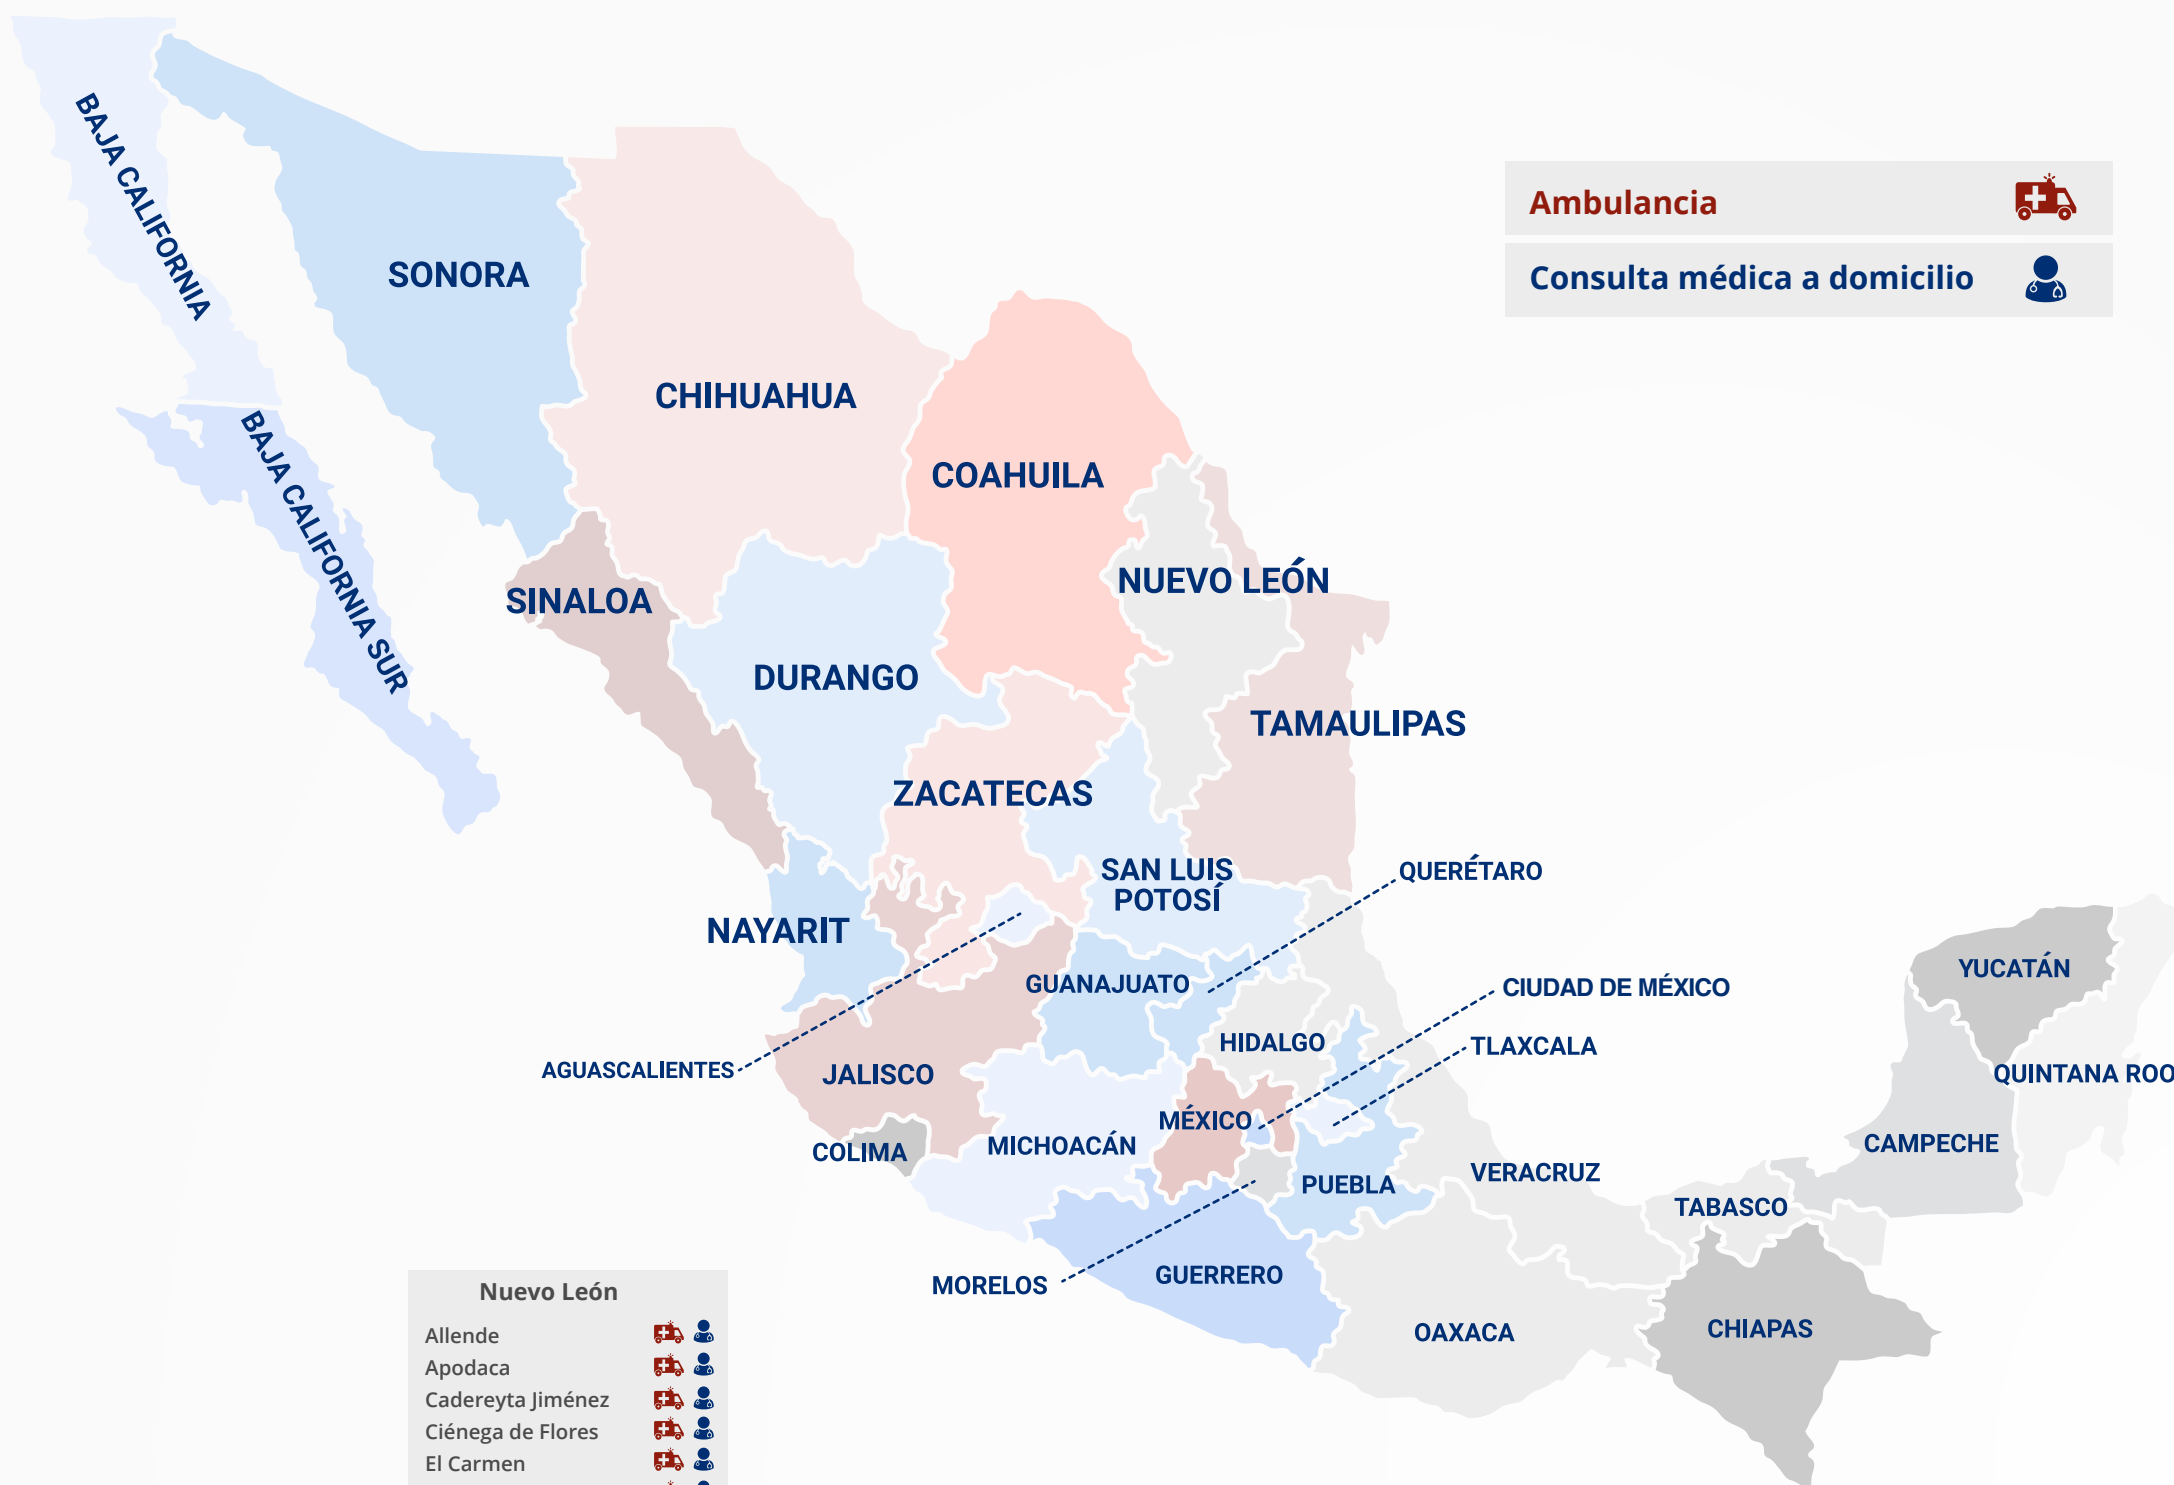 BAJA CALIFORNIA
SONORA
Ambulancia
Consulta médica a domicilio
CHIHUAHUA
BAJA CALIFORNIA SUR
COAHUILA
NUEVO LEÓN
SINALOA
DURANGO
TAMAULIPAS
ZACATECAS
SAN LUIS
POTOSÍ
QUERÉTARO
NAYARIT
YUCATÁN
GUANAJUATO
CIUDAD DE MÉXICO
HIDALGO
TLAXCALA
AGUASCALIENTES
JALISCO
QUINTANA ROO
MÉXICO
COLIMA
MICHOACÁN
CAMPECHE
VERACRUZ
PUEBLA
TABASCO
MORELOS
GUERRERO
OAXACA
CHIAPAS
Nuevo León
Allende
Apodaca
Cadereyta Jiménez
Ciénega de Flores
El Carmen